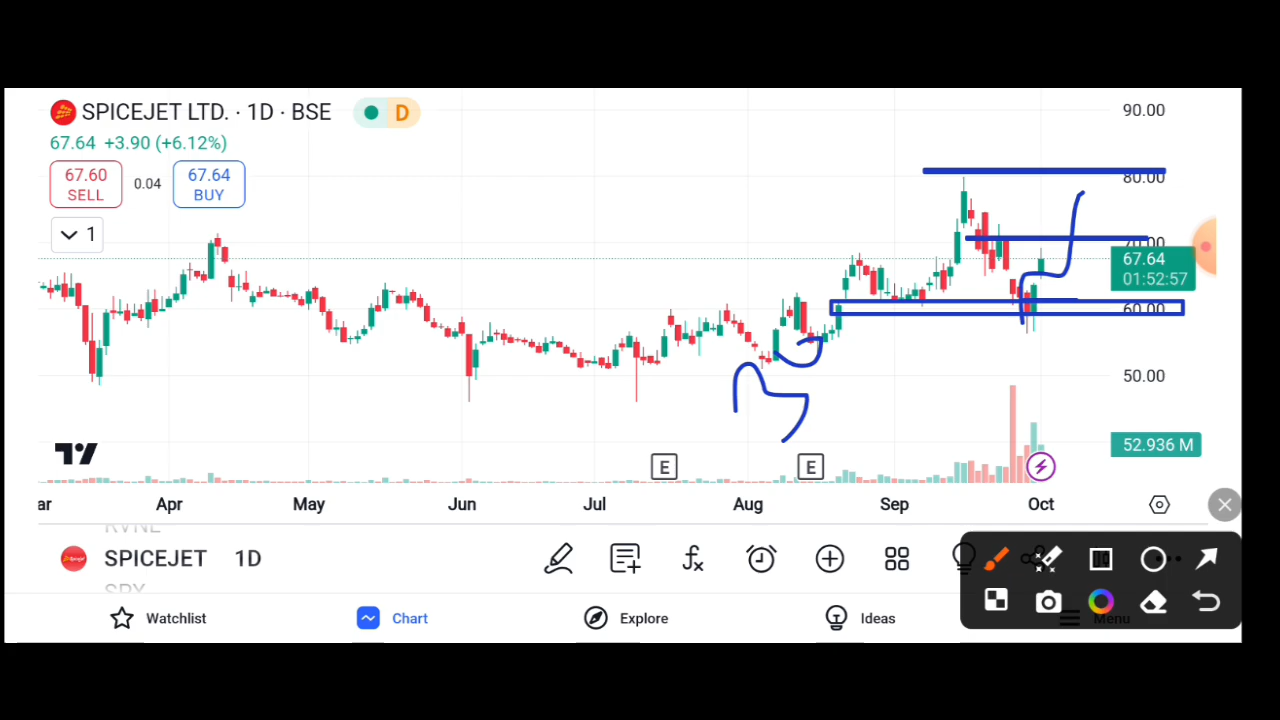 SPICEJET LTD. · 1D · BSE D
67.64 +3.90 (+6.12%)
67.60 SELL 0.04 67.64 BUY
1
90.00
80.00
70.00
67.64
01:52:57
60.00
50.00
52.936 M
E E
ar Apr May Jun Jul Aug Sep Oct
RVNL
SPICEJET 1D
SPX
Watchlist Chart Explore Ideas Menu